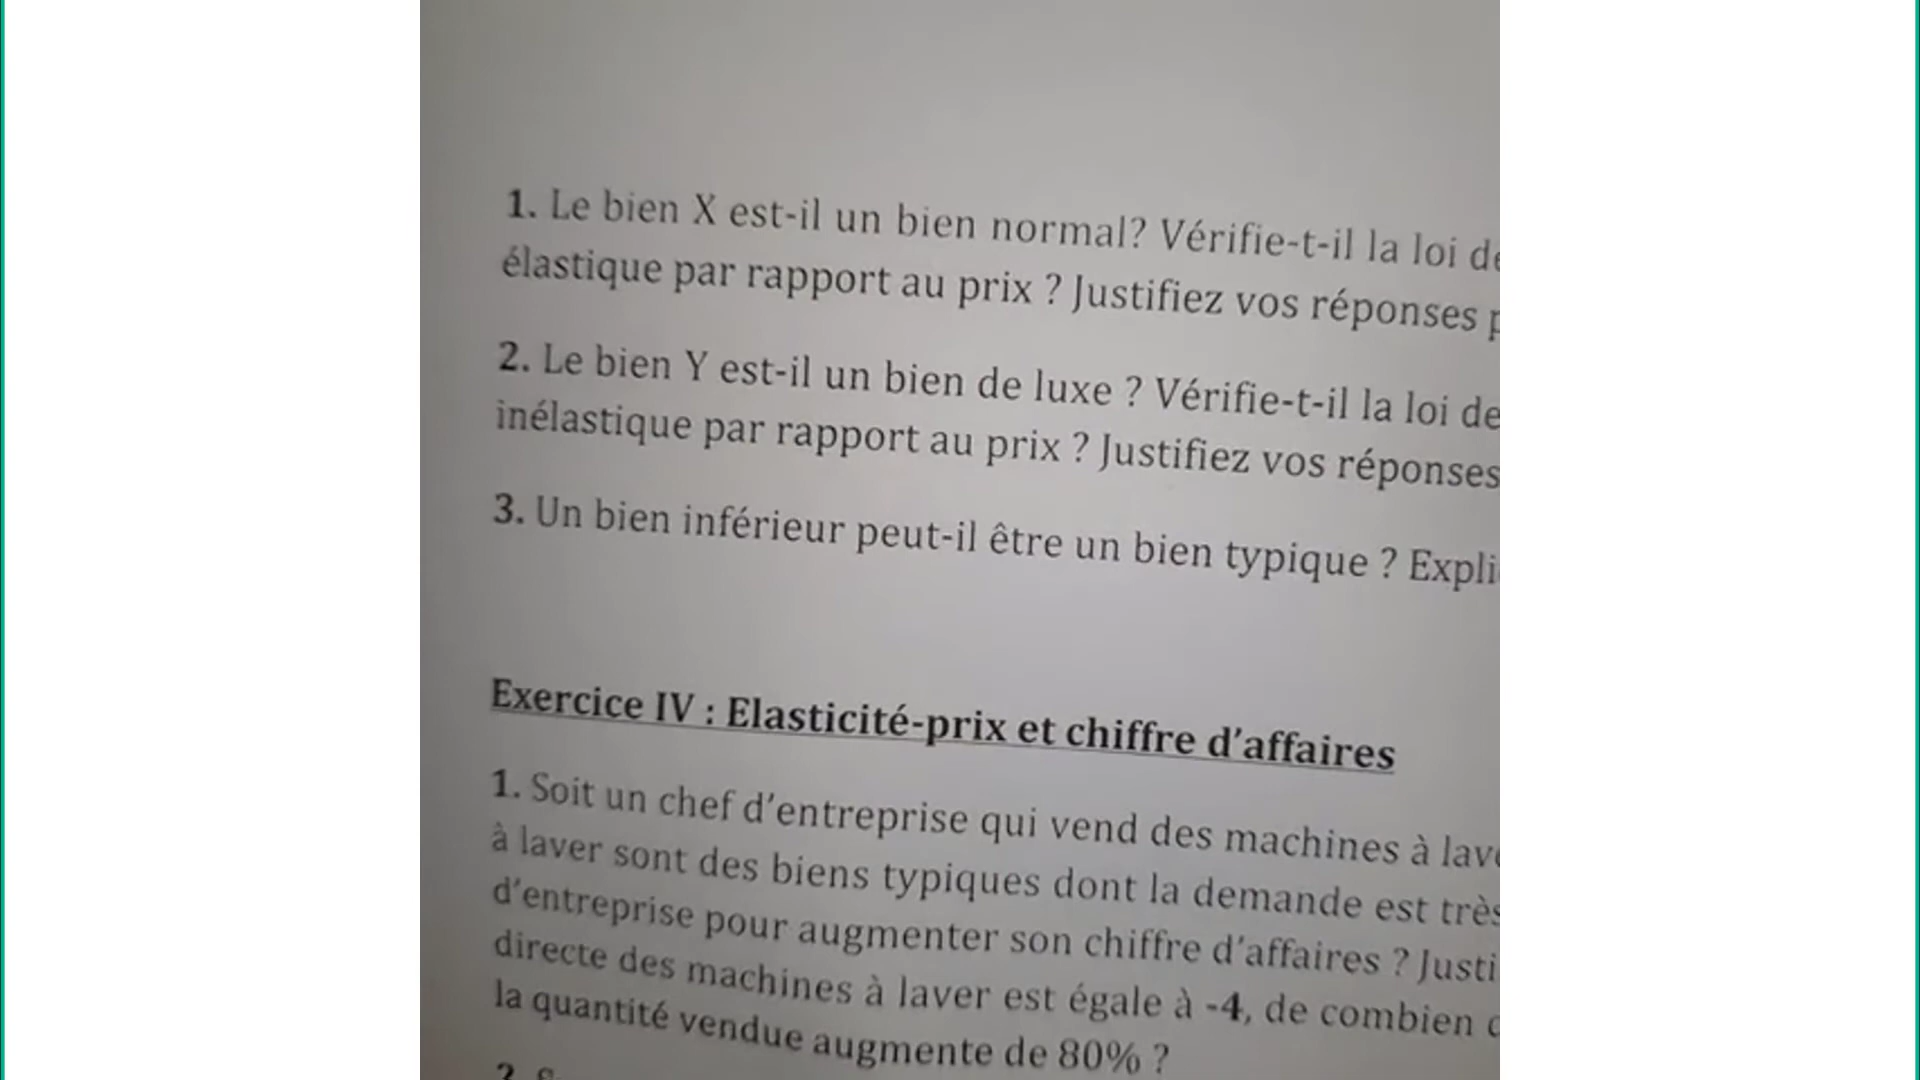 1. Le bien X est-il un bien normal? Vérifie-t-il la loi de
élastique par rapport au prix ? Justifiez vos réponses p
2. Le bien Y est-il un bien de luxe ? Vérifie-t-il la loi de
inélastique par rapport au prix ? Justifiez vos réponses
3. Un bien inférieur peut-il être un bien typique ? Expli
Exercice IV : Elasticité-prix et chiffre d'affaires
1. Soit un chef d'entreprise qui vend des machines à lave
à laver sont des biens typiques dont la demande est très
d'entreprise pour augmenter son chiffre d'affaires ? Justi
directe des machines à laver est égale à -4, de combien
la quantité vendue augmente de 80% ?